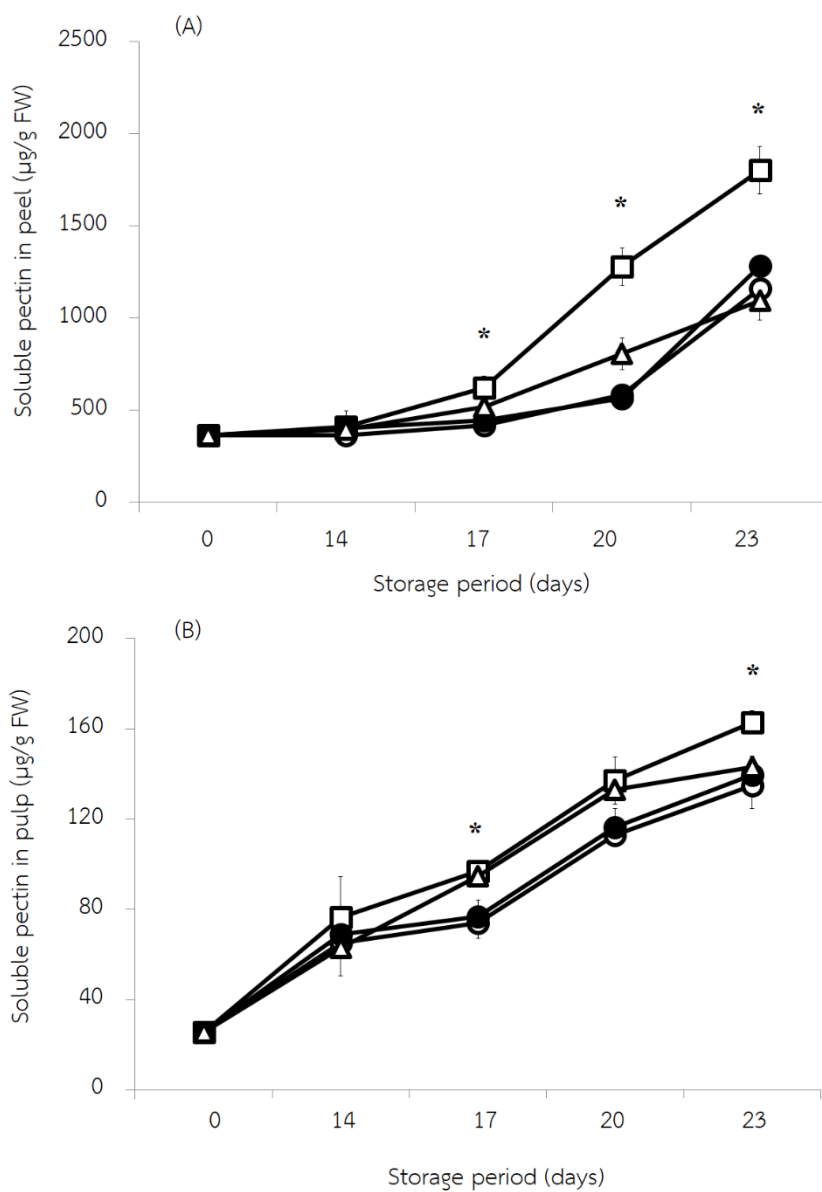 (A)
2500
2000
1500
1000
500
0
Soluble pectin in peel (µg/g FW)
*
*
*
0 14 17 20 23
Storage period (days)
(B)
200
160
120
80
40
0
Soluble pectin in pulp (µg/g FW)
*
*
0 14 17 20 23
Storage period (days)